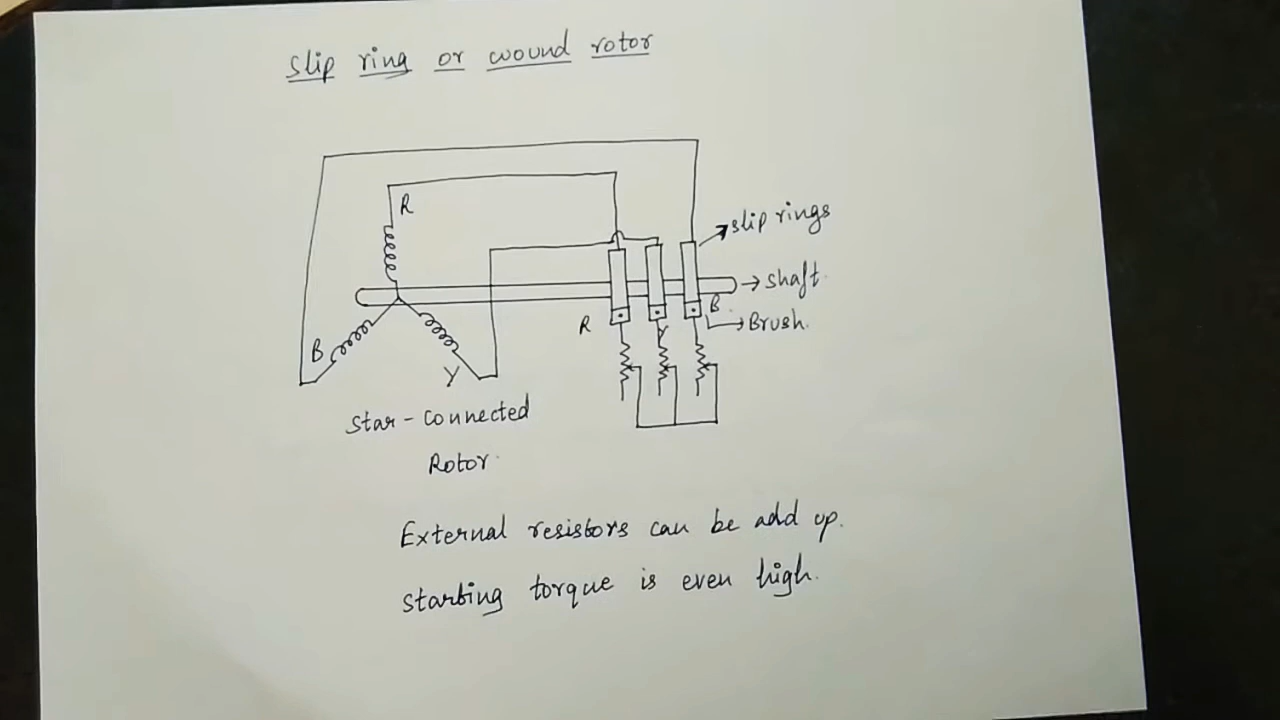 Slip ring or wound rotor
R
slip rings
shaft.
B
R
Brush.
Y
B
Y
Star - Connected
Rotor.
External resistors can be add up.
starting torque is even high.